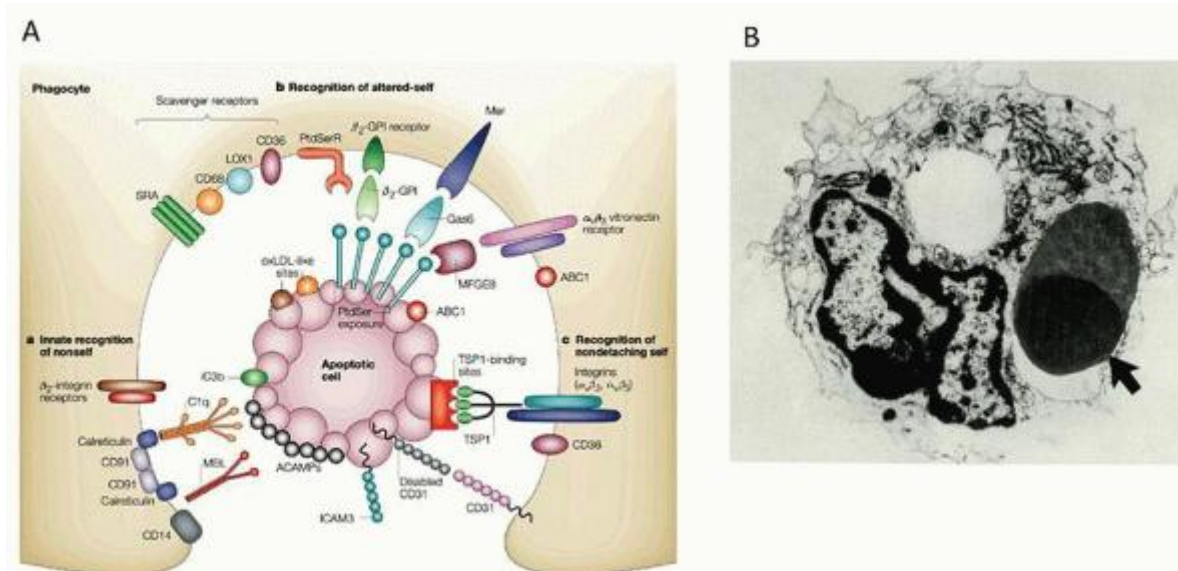 A
B
Phagocyte
b Recognition of altered-self
Scavenger receptors
Mer
β₂-GPI receptor
PtdSerR
CD36
LOX1
CD68
SRA
β₂-GPI
Gas6
αvβ₃ vitronectin
receptor
MFGE8
ABC1
oxLDL-like
sites
PtdSer
exposure
ABC1
a Innate recognition
of nonself
Apoptotic
cell
TSP1-binding
sites
c Recognition of
nondetaching self
Integrins
(αvβ₃, αvβ₅)
β₂-integrin
receptors
iC3b
C1q
TSP1
CD36
Calreticulin
CD91
MBL
ACAMPs
CD91
Calreticulin
Disabled
CD31
CD31
ICAM3
CD14